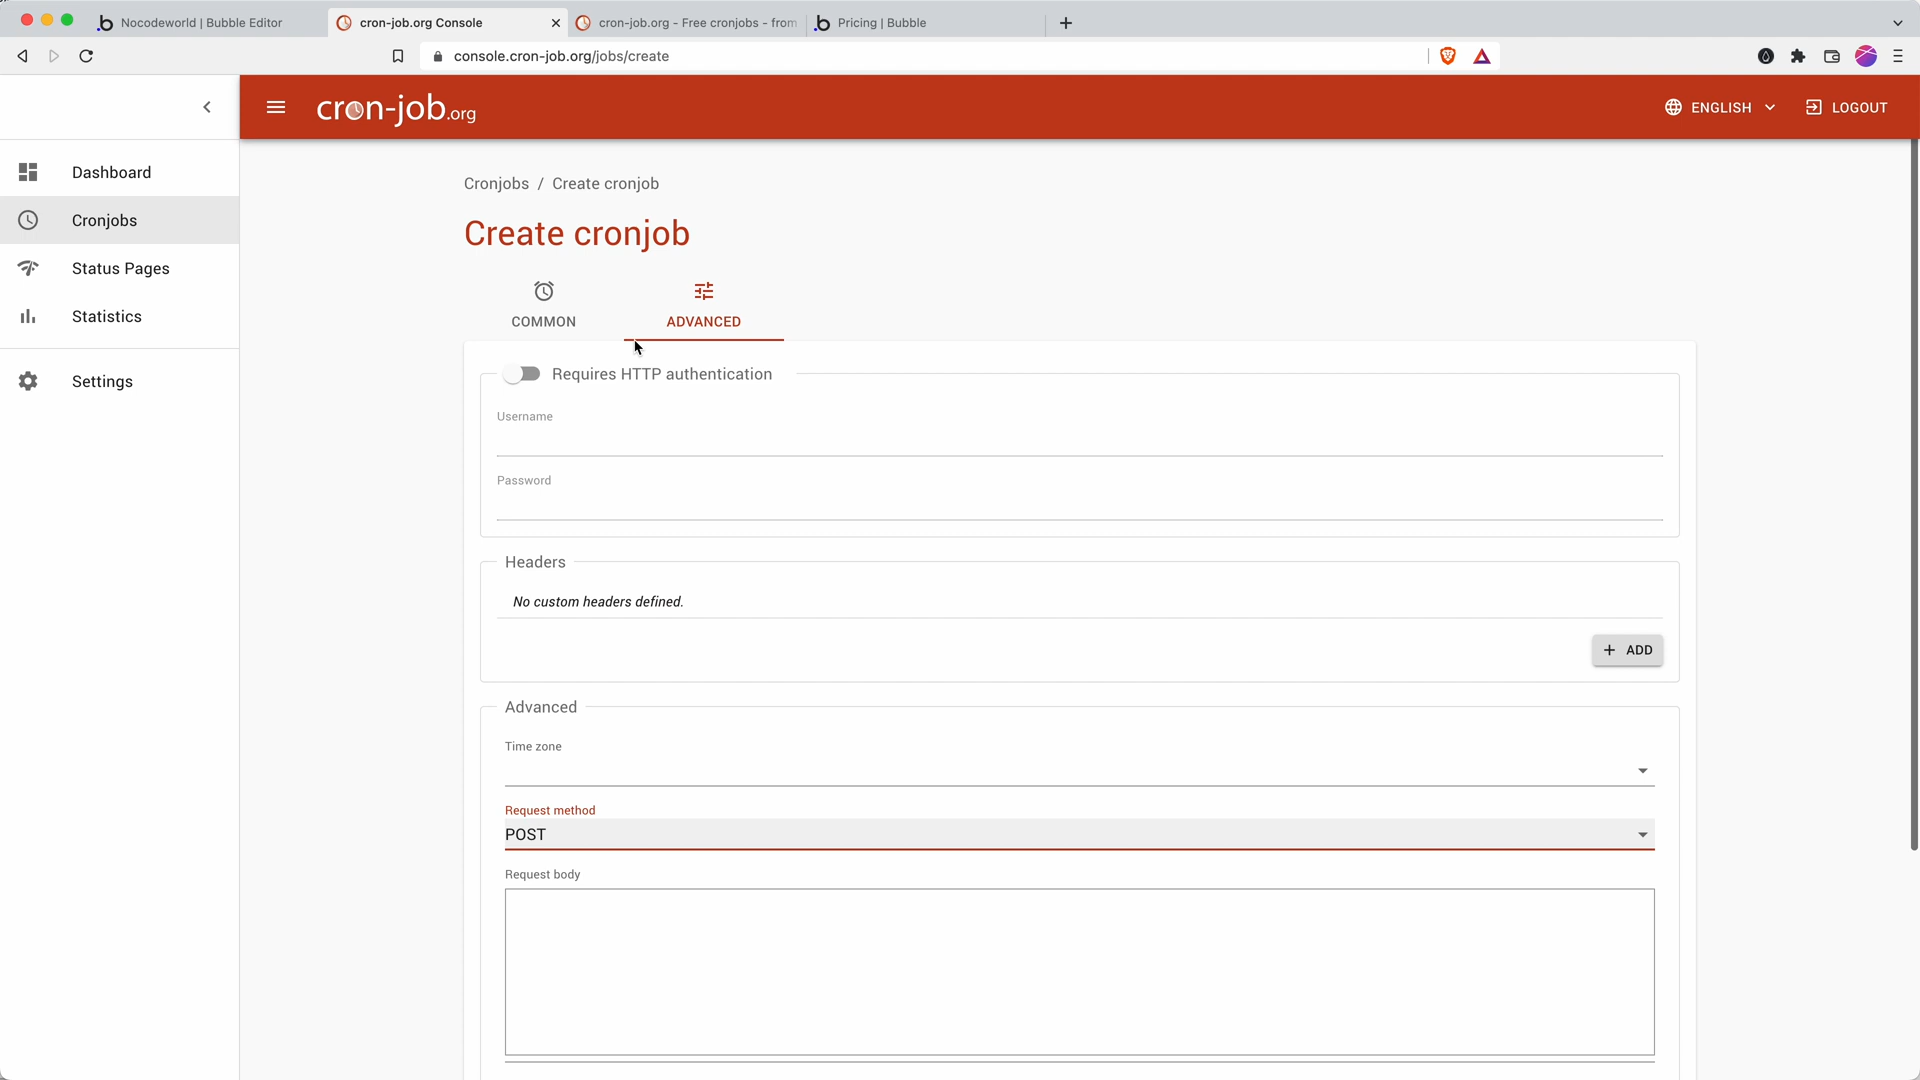 Nocodeworld | Bubble Editor
cron-job.org Console
cron-job.org - Free cronjobs - from
Pricing | Bubble
console.cron-job.org/jobs/create
cron-job.org
ENGLISH
LOGOUT
Dashboard
Cronjobs
Status Pages
Statistics
Settings
Cronjobs / Create cronjob
Create cronjob
COMMON
ADVANCED
Requires HTTP authentication
Username
Password
Headers
No custom headers defined.
+ ADD
Advanced
Time zone
Request method
POST
Request body